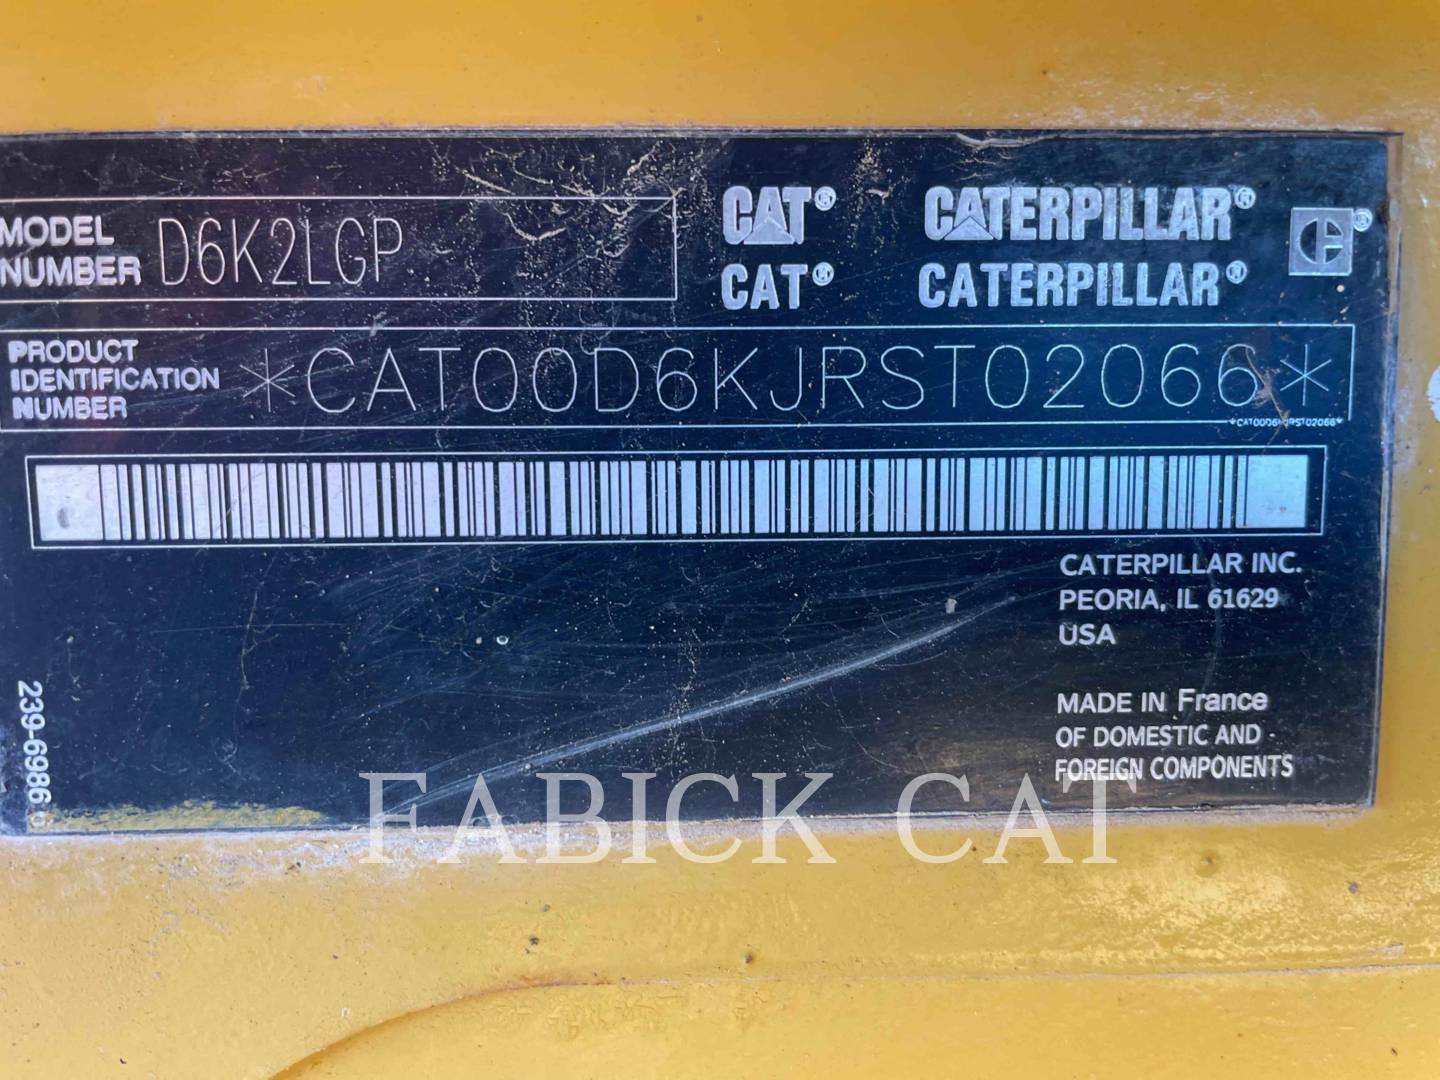 MODEL NUMBER D6K2LGP
CAT® CATERPILLAR®
CAT® CATERPILLAR®
PRODUCT IDENTIFICATION NUMBER *CAT00D6KJRST02066*
*CAT00D6KJRST02066*
CATERPILLAR INC.
PEORIA, IL 61629
USA
MADE IN France
OF DOMESTIC AND
FOREIGN COMPONENTS
239-6986
FABICK CAT